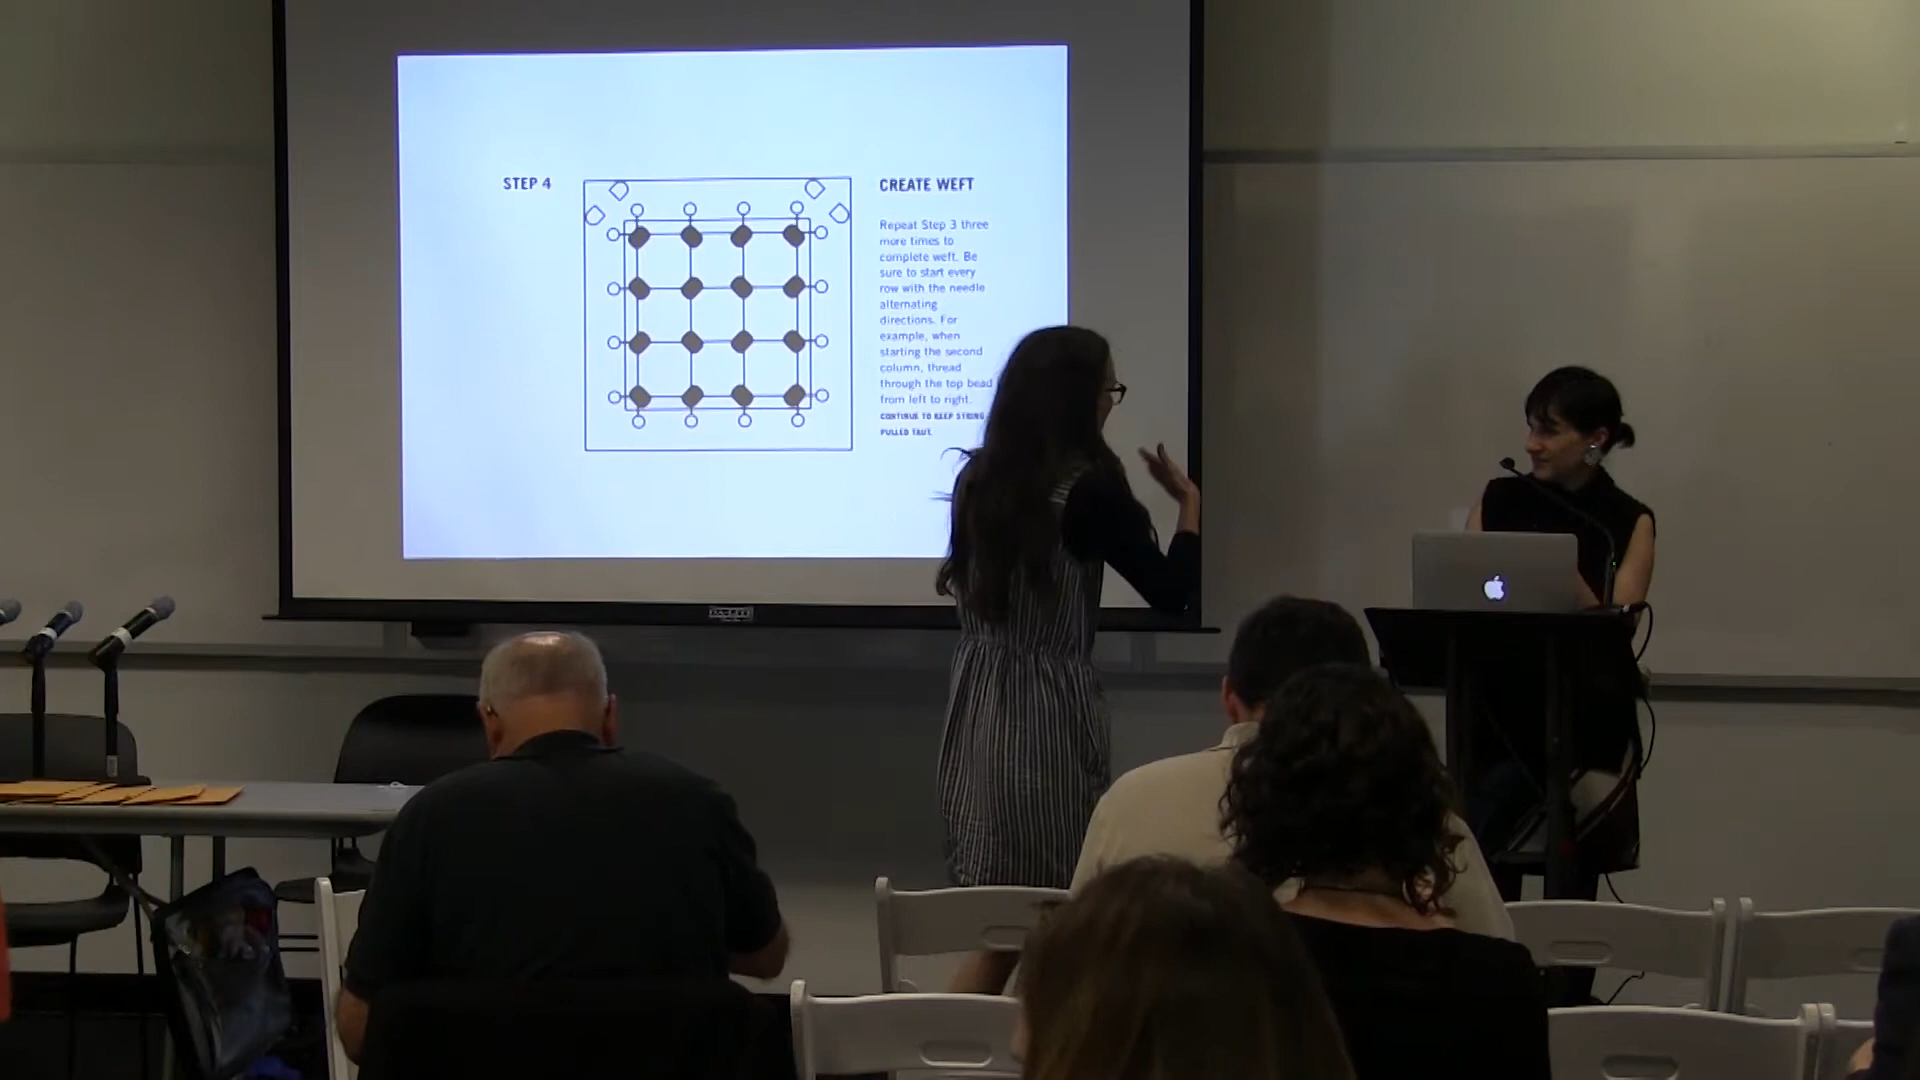 STEP 4
CREATE WEFT
Repeat Step 3 three
more times to
complete weft. Be
sure to start every
row with the needle
alternating
directions. For
example, when
starting the second
column, thread
through the top bead
from left to right.
CONTINUE TO KEEP STRING
PULLED TAUT.
DA-LITE